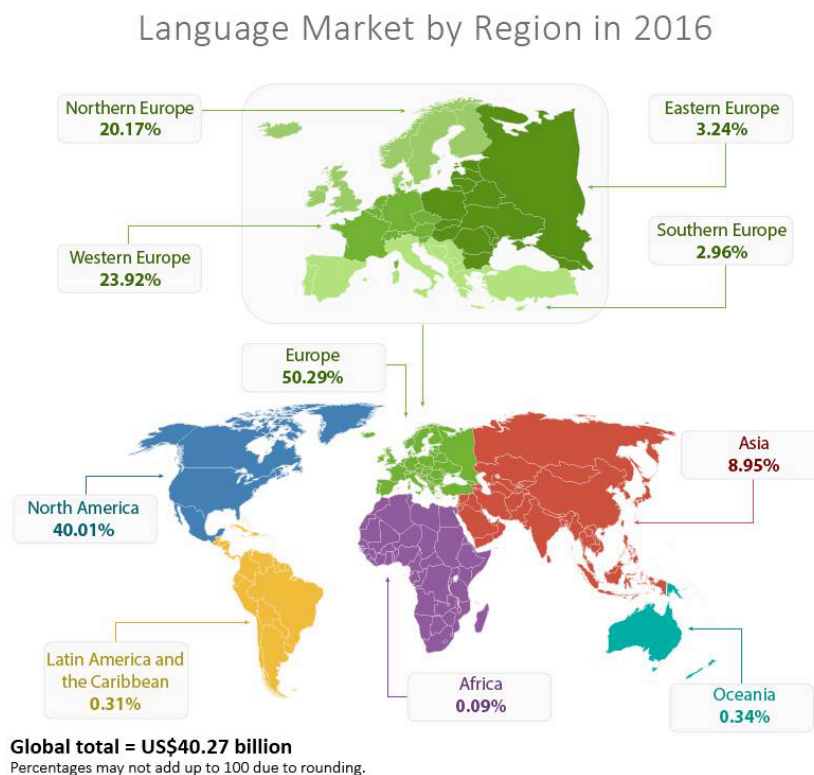 Language Market by Region in 2016
Northern Europe
20.17%
Eastern Europe
3.24%
Western Europe
23.92%
Southern Europe
2.96%
Europe
50.29%
Asia
8.95%
North America
40.01%
Latin America and
the Caribbean
0.31%
Africa
0.09%
Oceania
0.34%
Global total = US$40.27 billion
Percentages may not add up to 100 due to rounding.